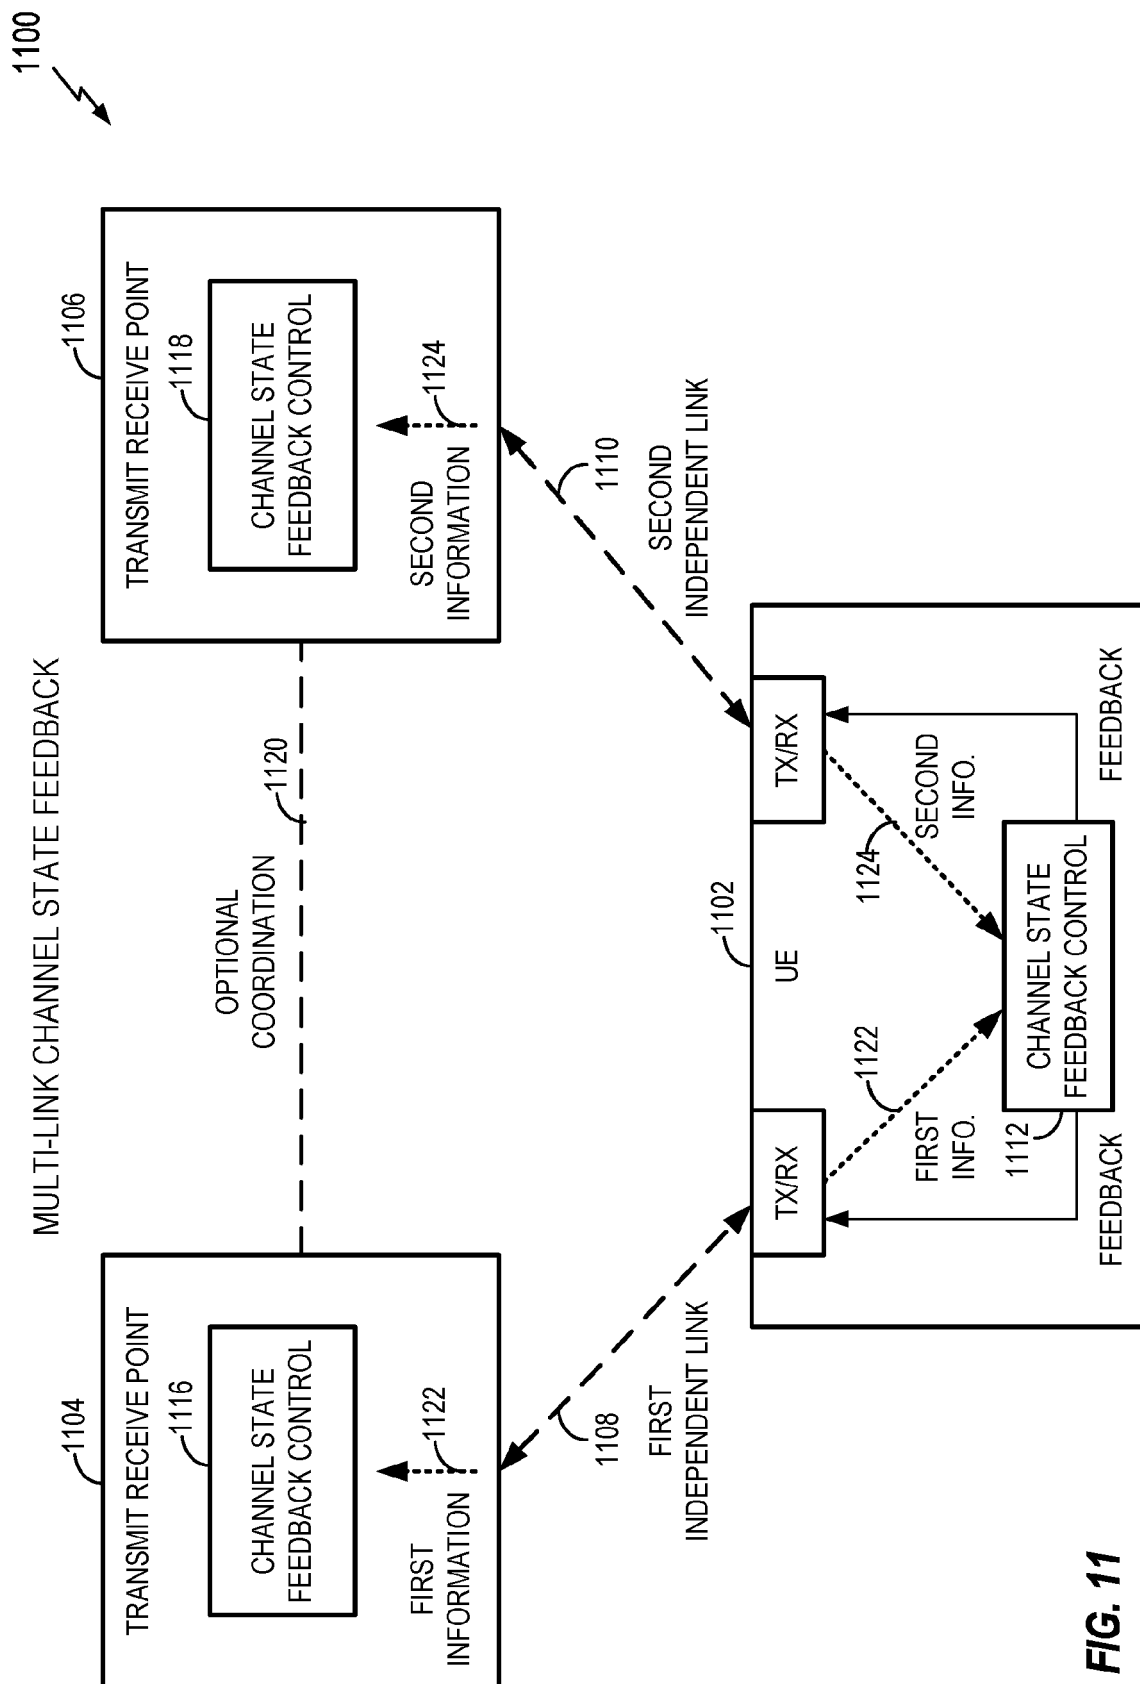 1100
MULTI-LINK CHANNEL STATE FEEDBACK
1104
TRANSMIT RECEIVE POINT
1116
CHANNEL STATE
FEEDBACK CONTROL
FIRST
INFORMATION
1122
OPTIONAL
COORDINATION
1120
1106
TRANSMIT RECEIVE POINT
1118
CHANNEL STATE
FEEDBACK CONTROL
SECOND
INFORMATION
1124
1108
FIRST
INDEPENDENT LINK
1110
SECOND
INDEPENDENT LINK
1102
TX/RX
UE
TX/RX
1122
FIRST
INFO.
1124
SECOND
INFO.
1112
CHANNEL STATE
FEEDBACK CONTROL
FEEDBACK
FEEDBACK
FIG. 11